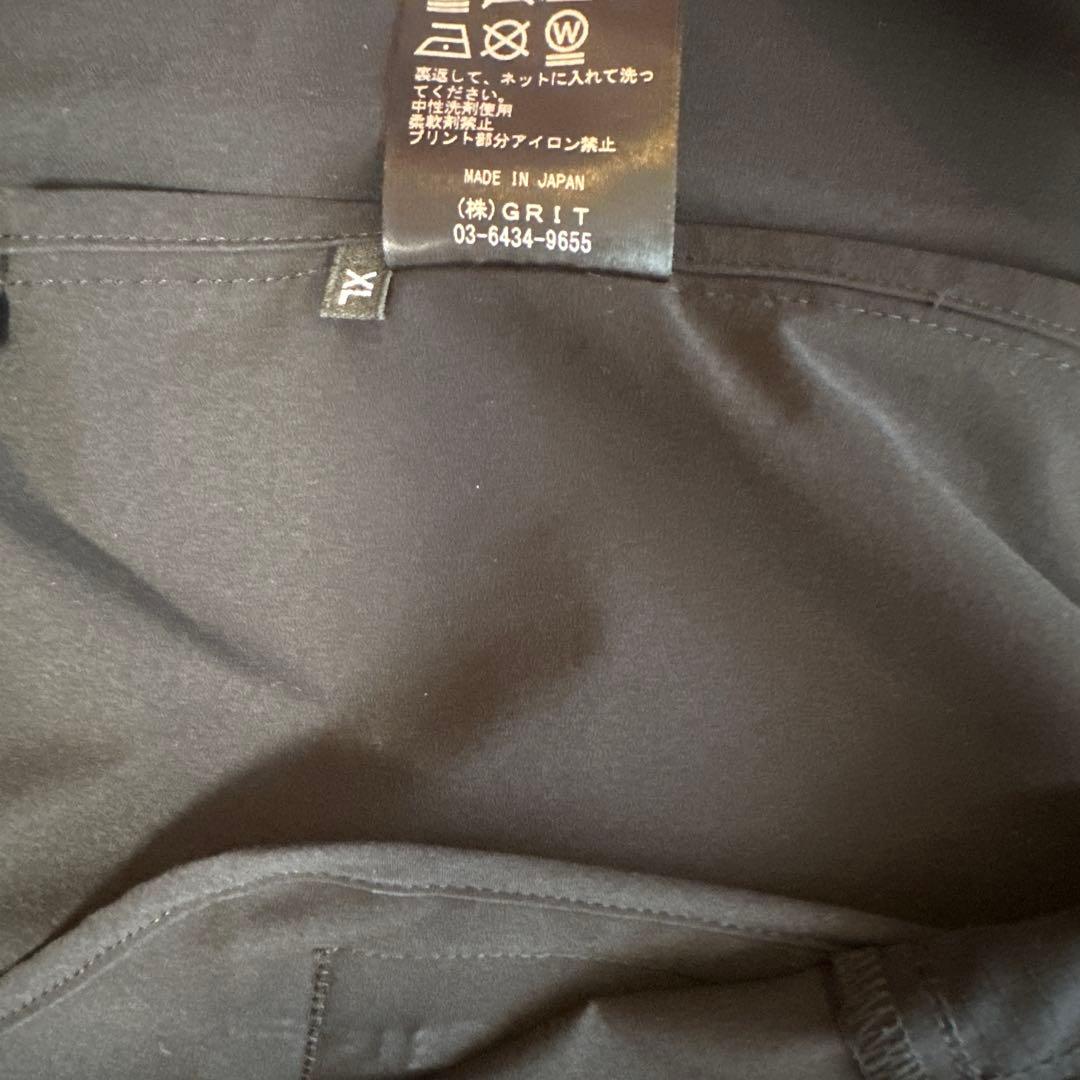 W
裏返して、ネットに入れて洗っ
てください。
中性洗剤使用
柔軟剤禁止
プリント部分アイロン禁止
MADE IN JAPAN
(株)GRIT
03-6434-9655
XL